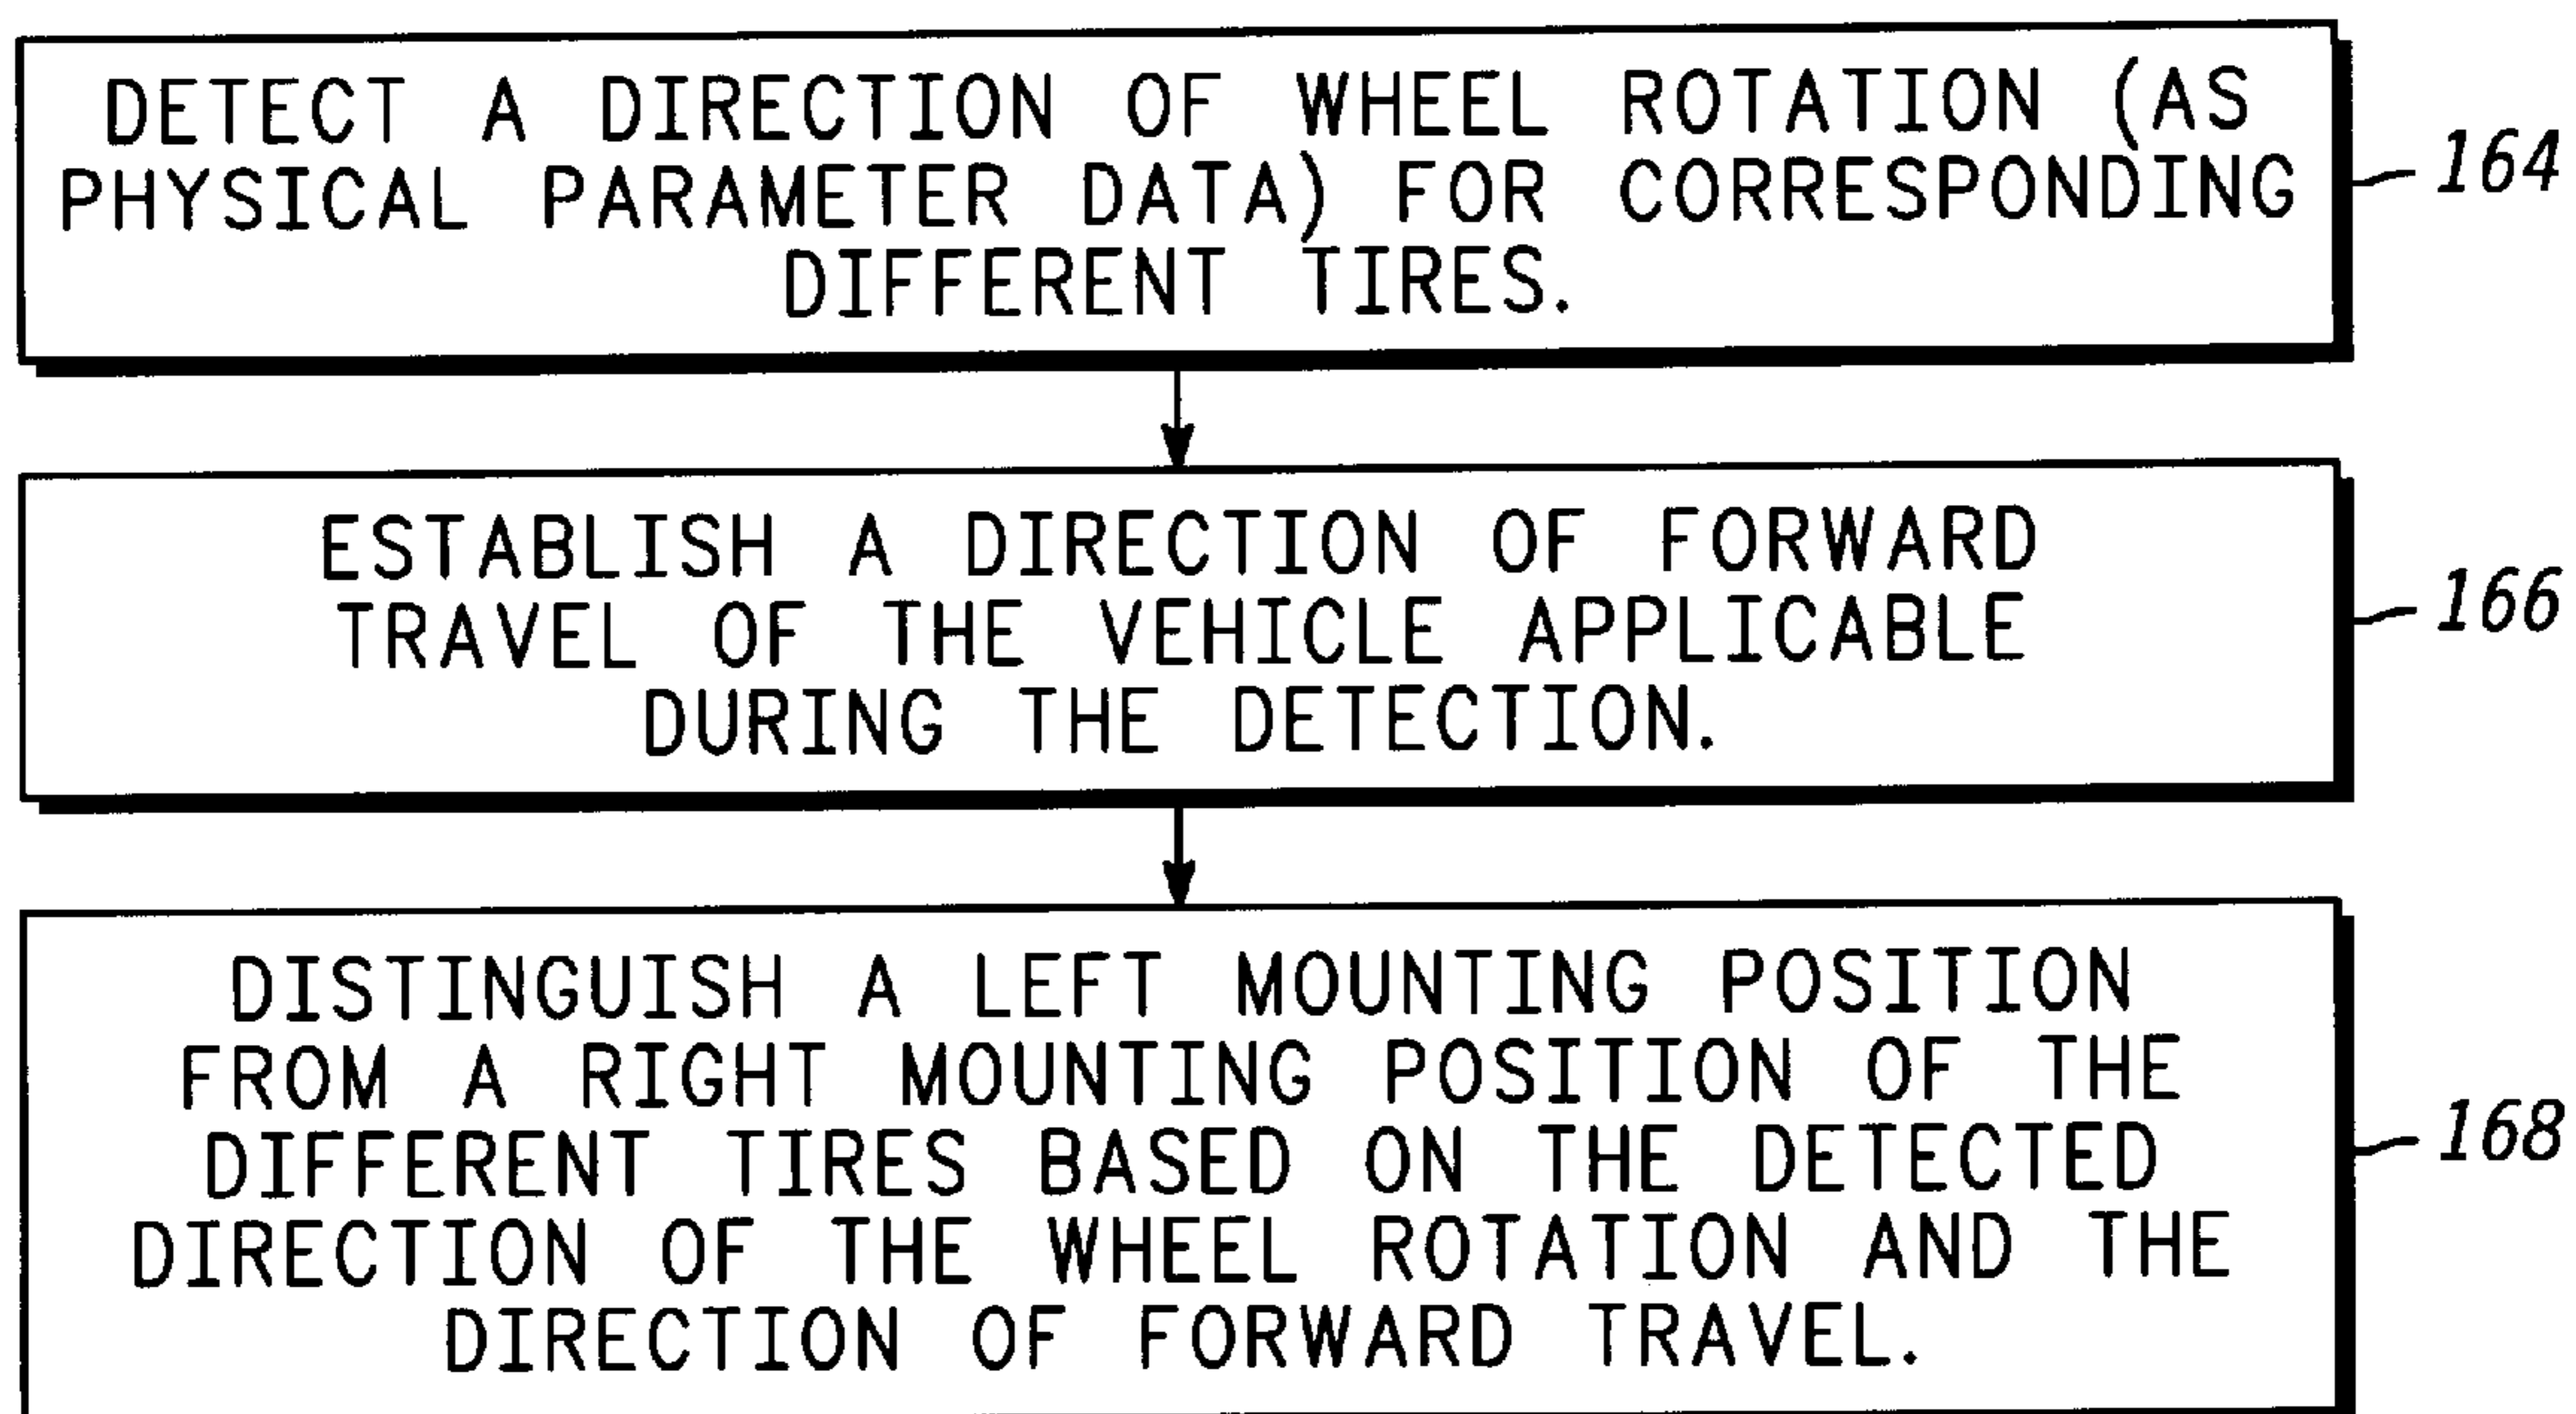 DETECT A DIRECTION OF WHEEL ROTATION (AS
PHYSICAL PARAMETER DATA) FOR CORRESPONDING
DIFFERENT TIRES.
164
ESTABLISH A DIRECTION OF FORWARD
TRAVEL OF THE VEHICLE APPLICABLE
DURING THE DETECTION.
166
DISTINGUISH A LEFT MOUNTING POSITION
FROM A RIGHT MOUNTING POSITION OF THE
DIFFERENT TIRES BASED ON THE DETECTED
DIRECTION OF THE WHEEL ROTATION AND THE
DIRECTION OF FORWARD TRAVEL.
168